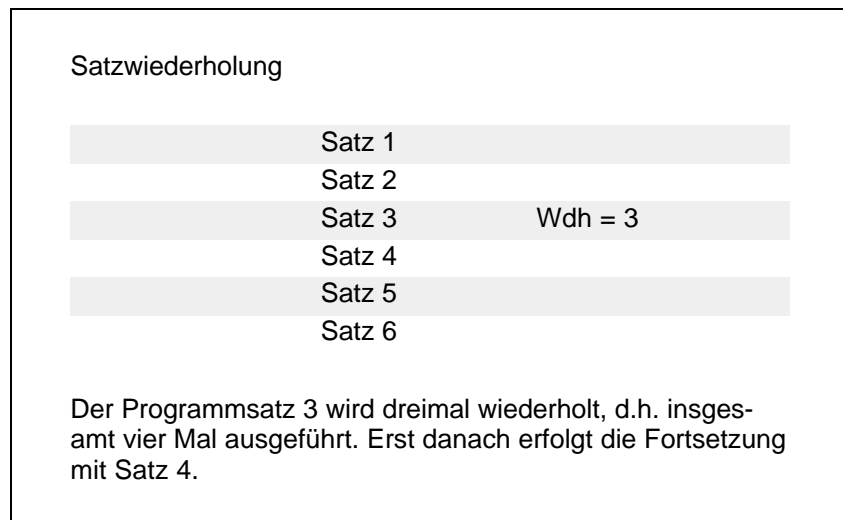 Satzwiederholung
Satz 1
Satz 2
Satz 3 Wdh = 3
Satz 4
Satz 5
Satz 6
Der Programmsatz 3 wird dreimal wiederholt, d.h. insges-
amt vier Mal ausgeführt. Erst danach erfolgt die Fortsetzung
mit Satz 4.